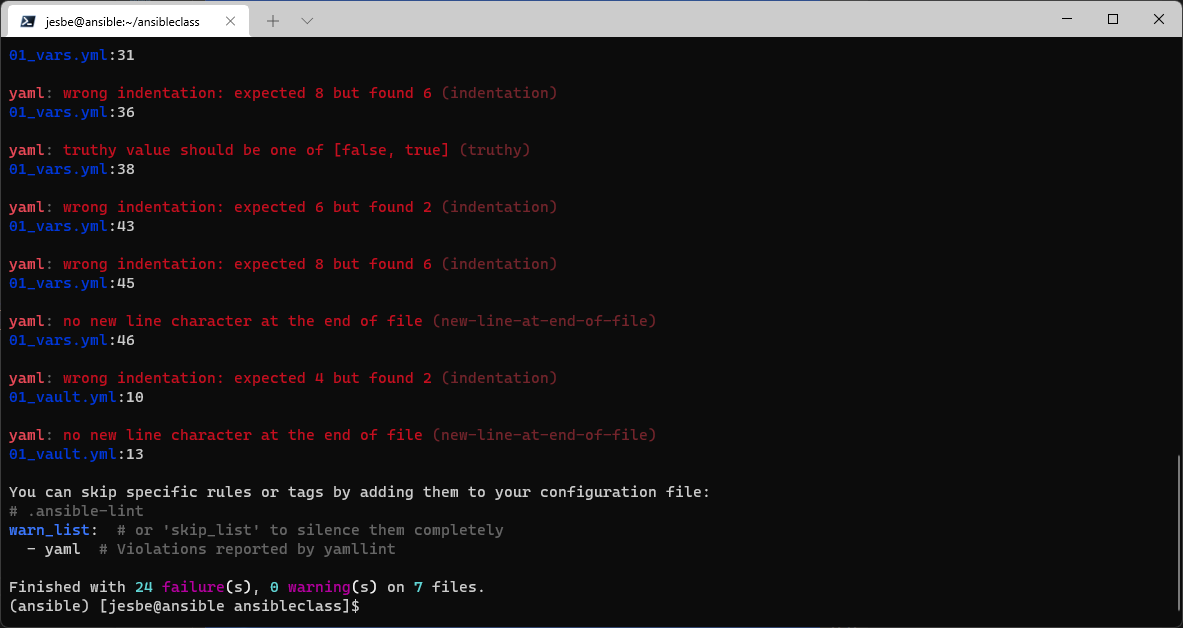 jesbe@ansible:~/ansibleclass
01_vars.yml:31
yaml: wrong indentation: expected 8 but found 6 (indentation)
01_vars.yml:36
yaml: truthy value should be one of [false, true] (truthy)
01_vars.yml:38
yaml: wrong indentation: expected 6 but found 2 (indentation)
01_vars.yml:43
yaml: wrong indentation: expected 8 but found 6 (indentation)
01_vars.yml:45
yaml: no new line character at the end of file (new-line-at-end-of-file)
01_vars.yml:46
yaml: wrong indentation: expected 4 but found 2 (indentation)
01_vault.yml:10
yaml: no new line character at the end of file (new-line-at-end-of-file)
01_vault.yml:13
You can skip specific rules or tags by adding them to your configuration file:
# .ansible-lint
warn_list:  # or 'skip_list' to silence them completely
  - yaml  # Violations reported by yamllint
Finished with 24 failure(s), 0 warning(s) on 7 files.
(ansible) [jesbe@ansible ansibleclass]$